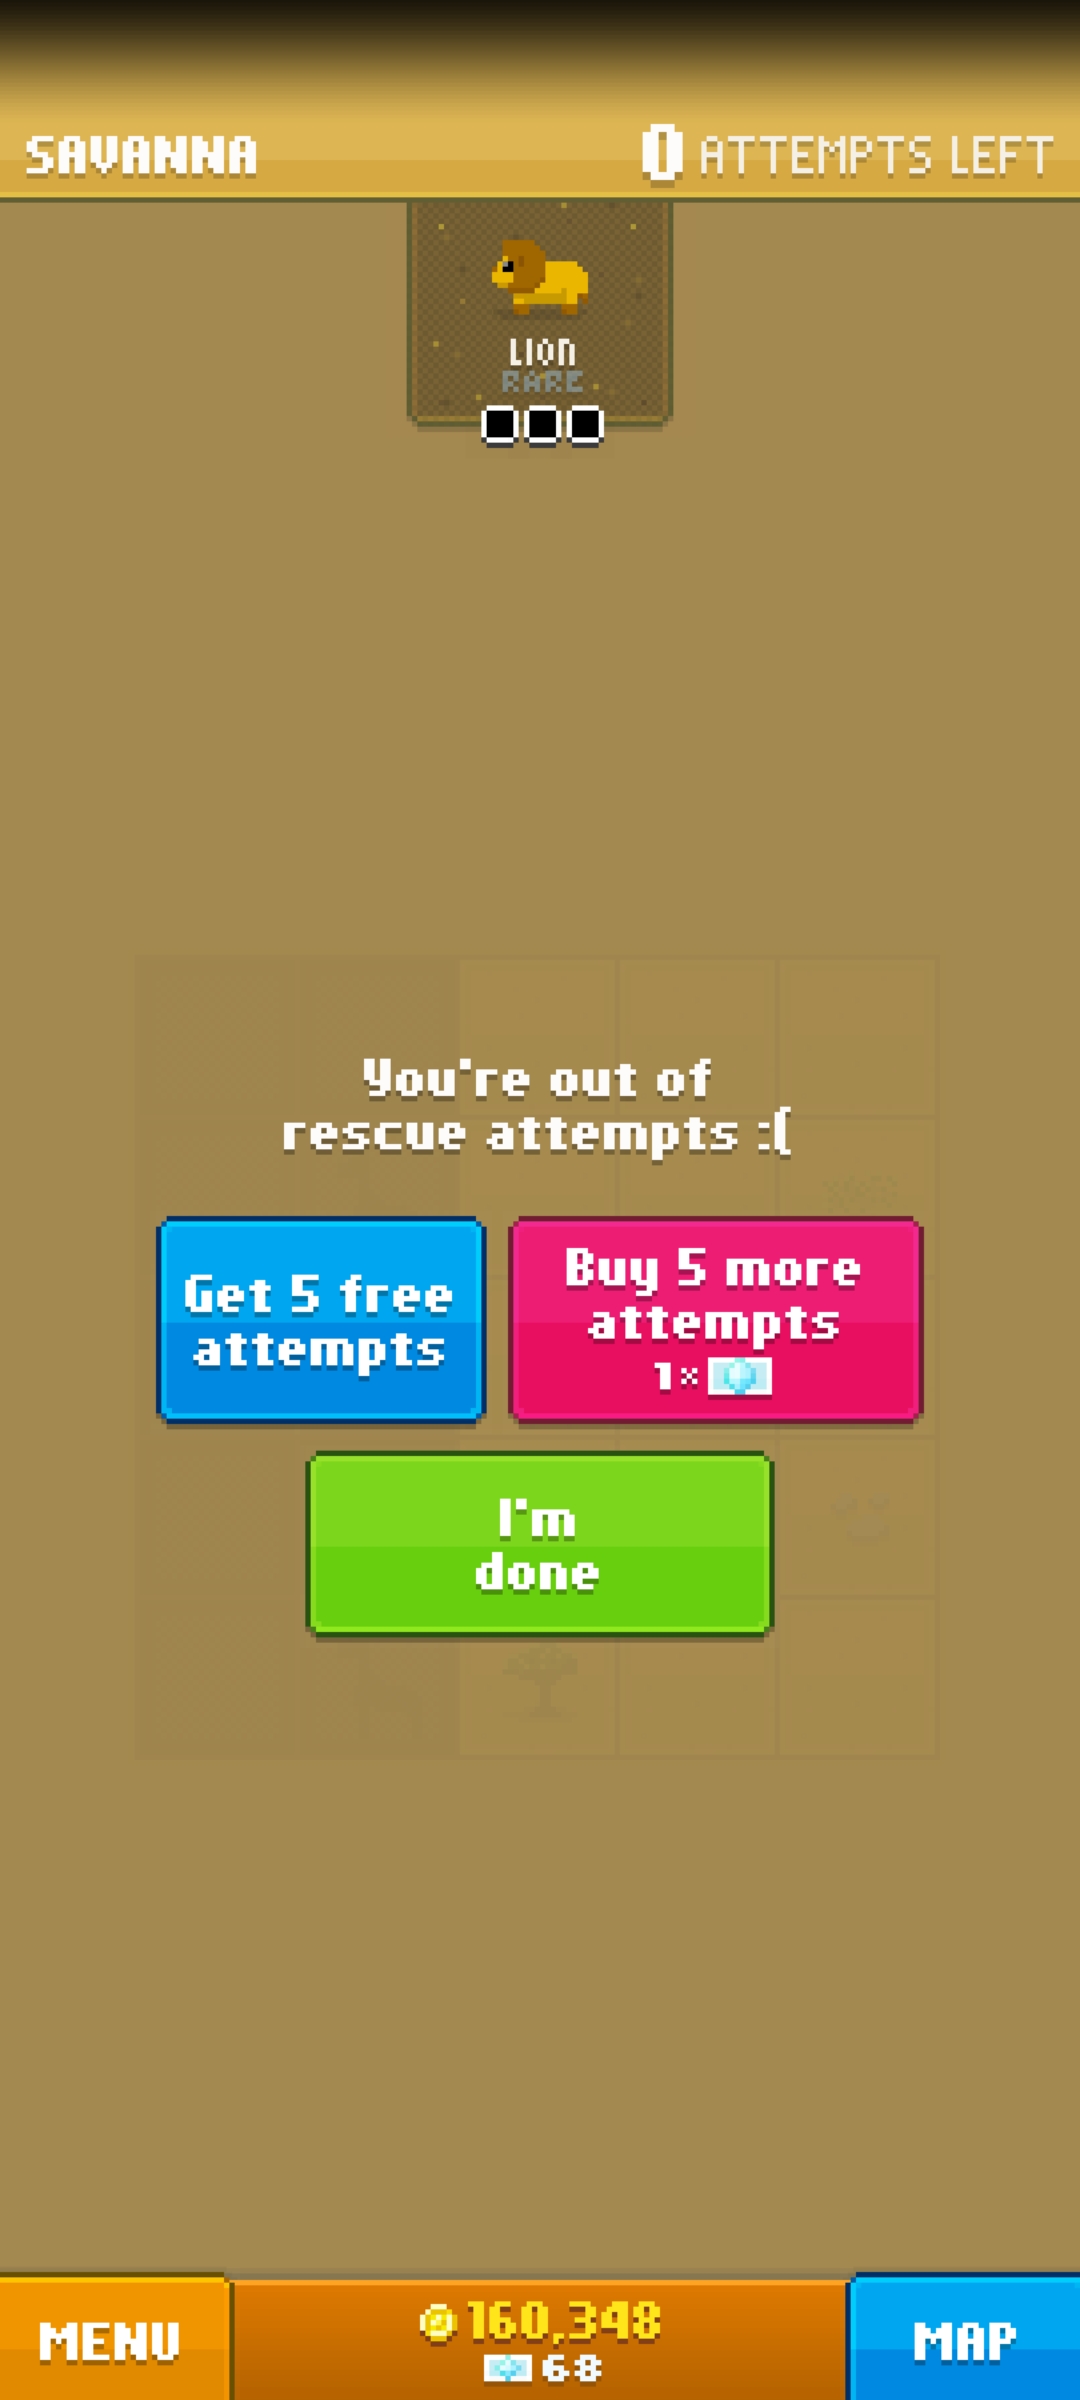 SAVANNA
0 ATTEMPTS LEFT
LION
RARE
You're out of
rescue attempts :(
Get 5 free
attempts
Buy 5 more
attempts
1×
I'm
done
MENU
160,348
68
MAP